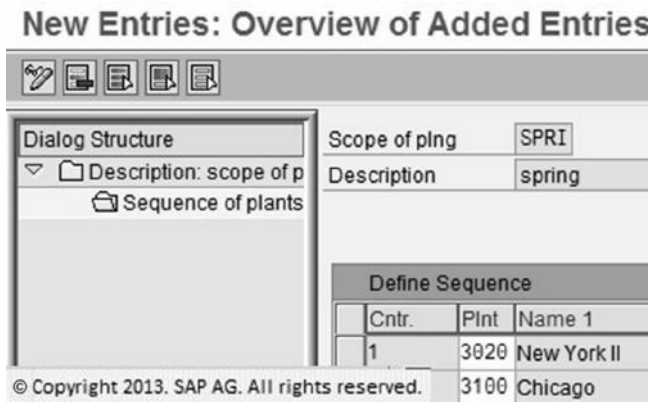 New Entries: Overview of Added Entries
Dialog Structure
Description: scope of p
Sequence of plants
Scope of plng SPRI
Description spring
Define Sequence
Cntr. Plnt Name 1
1 3020 New York II
3100 Chicago
© Copyright 2013. SAP AG. All rights reserved.